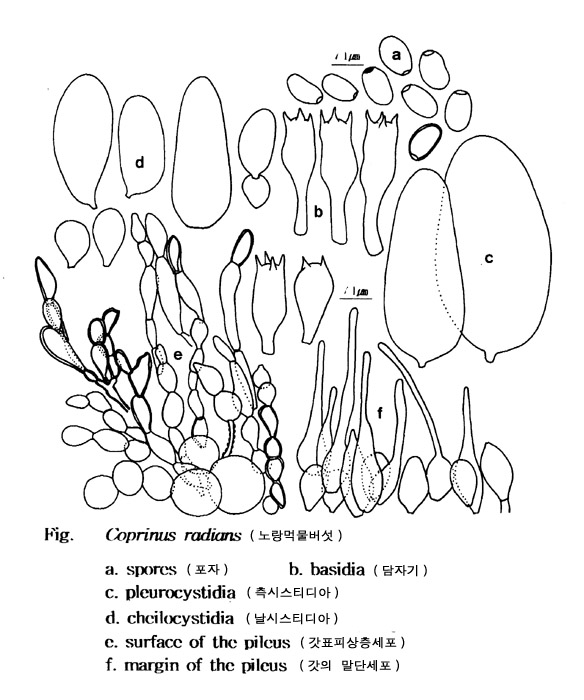 1 μm
a
d
b
c
1 μm
e
f
Fig. Coprinus radians ( 노랑먹물버섯 )
a. spores ( 포자 ) b. basidia ( 담자기 )
c. pleurocystidia ( 측시스티디아 )
d. cheilocystidia ( 날시스티디아 )
e. surface of the pileus ( 갓표피상층세포 )
f. margin of the pileus ( 갓의 말단세포 )